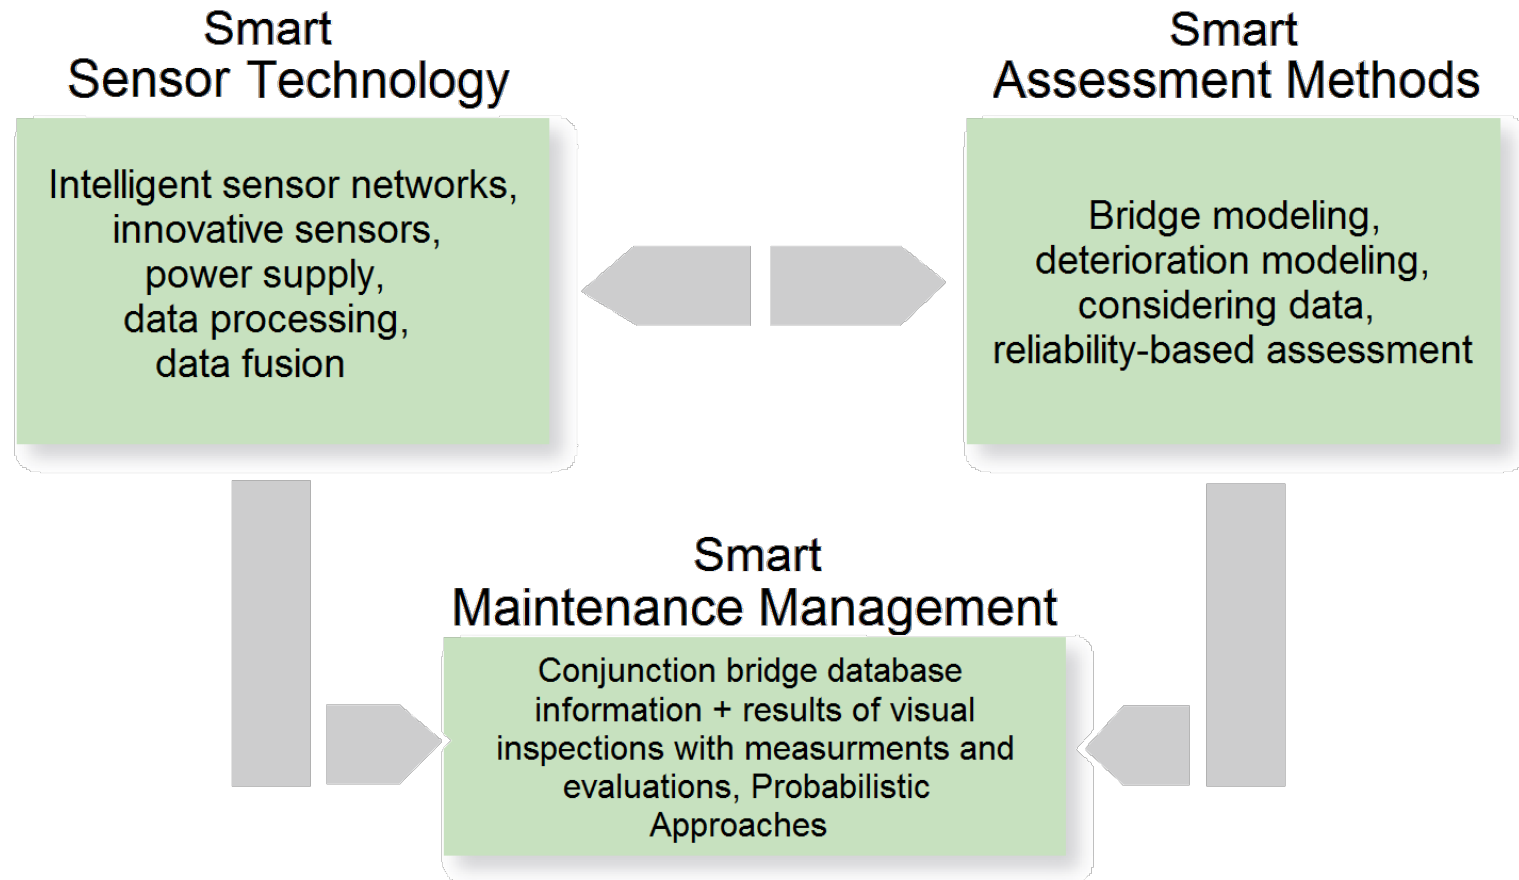 Smart
Sensor Technology
Intelligent sensor networks,
innovative sensors,
power supply,
data processing,
data fusion
Smart
Assessment Methods
Bridge modeling,
deterioration modeling,
considering data,
reliability-based assessment
Smart
Maintenance Management
Conjunction bridge database
information + results of visual
inspections with measurments and
evaluations, Probabilistic
Approaches